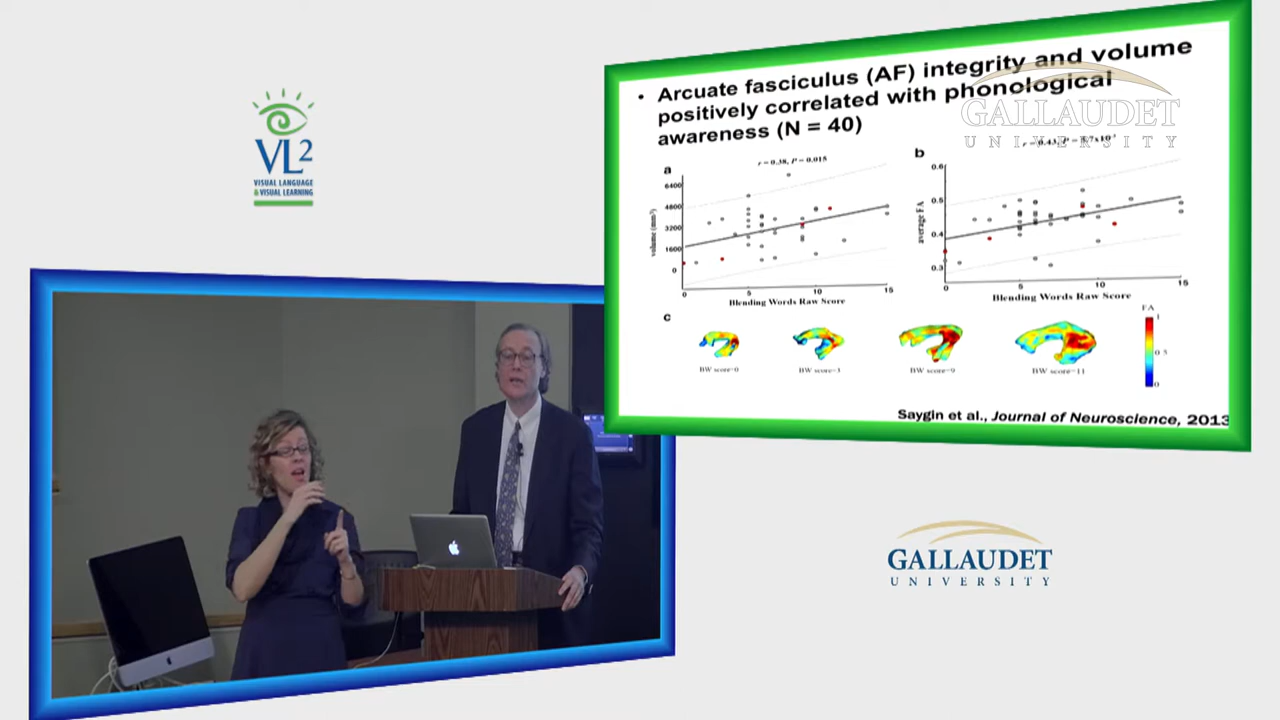 VL2
VISUAL LANGUAGE
& VISUAL LEARNING
• Arcuate fasciculus (AF) integrity and volume
positively correlated with phonological
awareness (N = 40)
GALLAUDET
UNIVERSITY
a
r = 0.38, P = 0.015
volume (mm³)
6400
4800
3200
1600
0
0 5 10 15
Blending Words Raw Score
b
average FA
0.6
0.5
0.4
0.3
0 5 10 15
Blending Words Raw Score
c
BW score=0
BW score=3
BW score=9
BW score=11
FA
1
0.5
0
Saygin et al., Journal of Neuroscience, 2013
GALLAUDET
UNIVERSITY